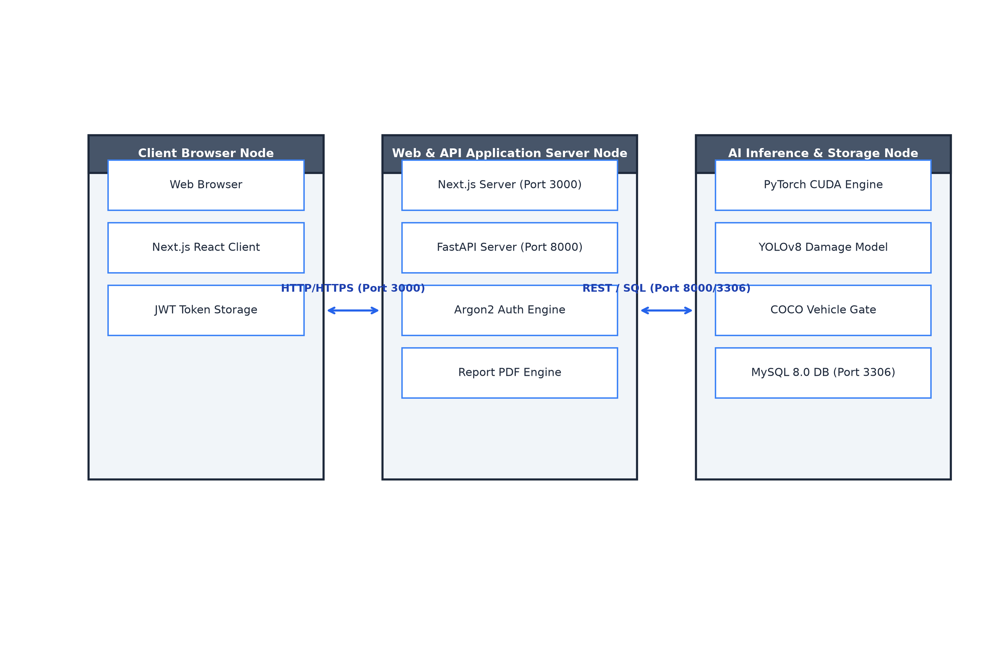 Client Browser Node
Web Browser
Next.js React Client
JWT Token Storage
HTTP/HTTPS (Port 3000)
Web & API Application Server Node
Next.js Server (Port 3000)
FastAPI Server (Port 8000)
Argon2 Auth Engine
Report PDF Engine
REST / SQL (Port 8000/3306)
AI Inference & Storage Node
PyTorch CUDA Engine
YOLOv8 Damage Model
COCO Vehicle Gate
MySQL 8.0 DB (Port 3306)